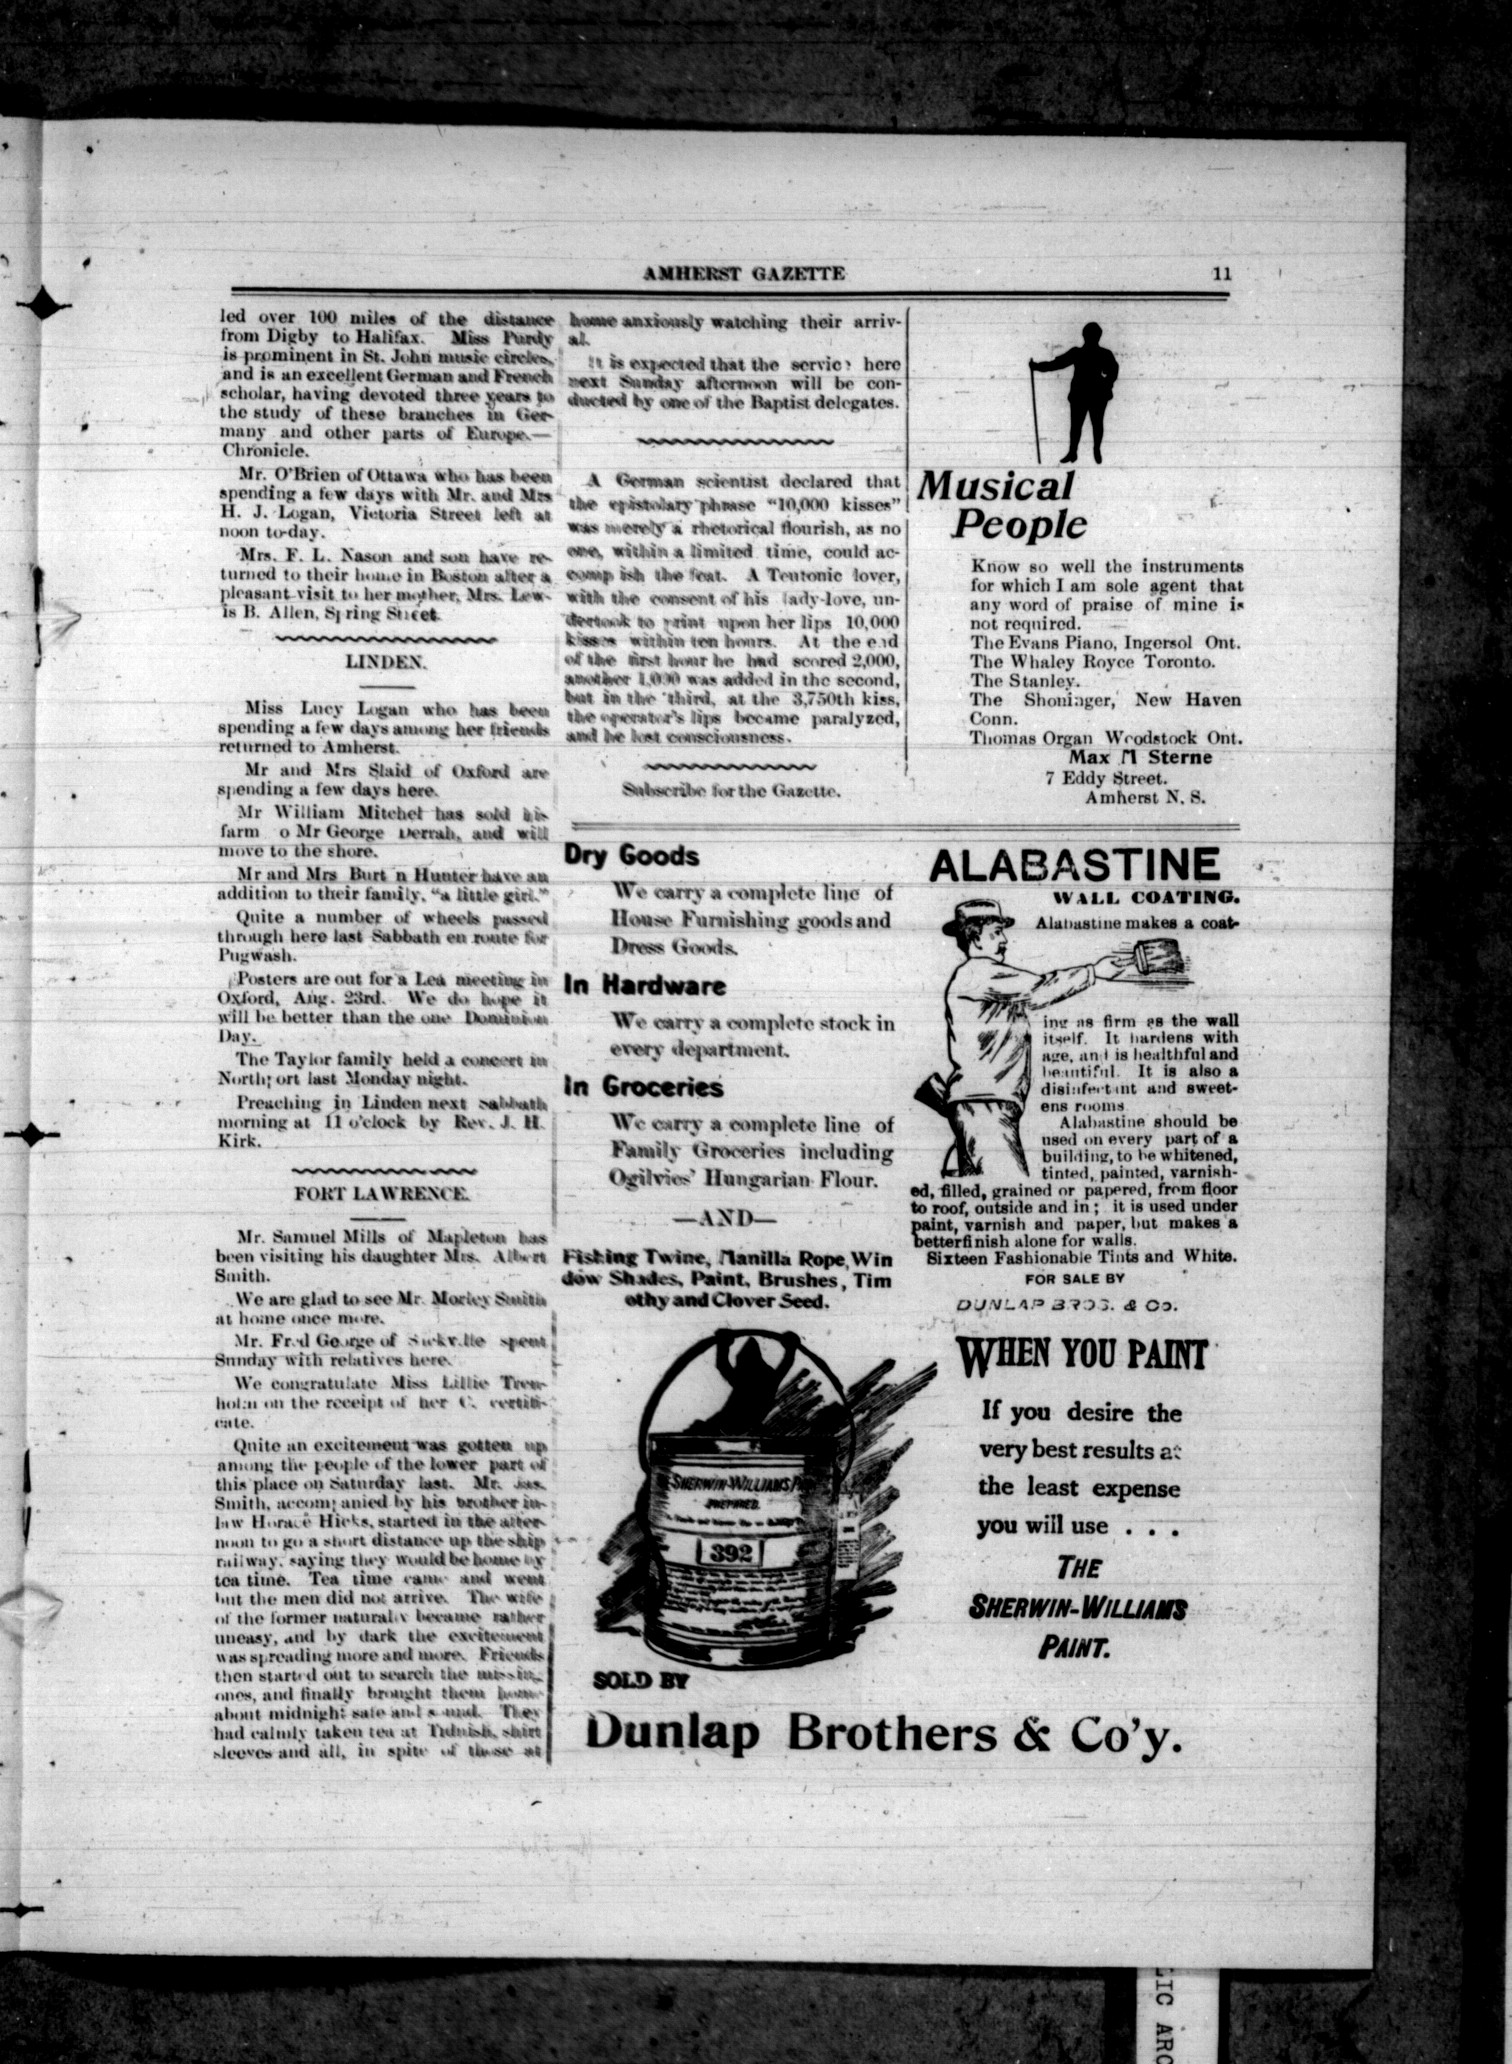 AMHERST GAZETTE
11
led over 100 miles of the distance
from Digby to Halifax. Miss Purdy
is prominent in St. John music circles,
and is an excellent German and French
scholar, having devoted three years to
the study of these branches in Ger-
many and other parts of Europe.—
Chronicle.
Mr. O'Brien of Ottawa who has been
spending a few days with Mr. and Mrs
H. J. Logan, Victoria Street left at
noon to-day.
Mrs. F. L. Nason and son have re-
turned to their home in Boston after a
pleasant visit to her mother, Mrs. Lew-
is B. Allen, Spring Street.
LINDEN.
Miss Lucy Logan who has been
spending a few days among her friends
returned to Amherst.
Mr and Mrs Slaid of Oxford are
spending a few days here.
Mr William Mitchel has sold his
farm o Mr George Derrah, and will
move to the shore.
Mr and Mrs Burt n Hunter have an
addition to their family, "a little girl."
Quite a number of wheels passed
through here last Sabbath en route for
Pugwash.
Posters are out for a Lea meeting in
Oxford, Aug. 23rd. We do hope it
will be better than the one Dominion
Day.
The Taylor family held a concert in
Northport last Monday night.
Preaching in Linden next Sabbath
morning at 11 o'clock by Rev. J. H.
Kirk.
FORT LAWRENCE.
Mr. Samuel Mills of Mapleton has
been visiting his daughter Mrs. Albert
Smith.
We are glad to see Mr. Morley Smith
at home once more.
Mr. Fred George of Sackville spent
Sunday with relatives here.
We congratulate Miss Lillie Tren-
holm on the receipt of her C. certifi-
cate.
Quite an excitement was gotten up
among the people of the lower part of
this place on Saturday last. Mr. Jas.
Smith, accompanied by his brother in-
law Horace Hicks, started in the after-
noon to go a short distance up the ship
railway, saying they would be home by
tea time. Tea time came and went
but the men did not arrive. The wife
of the former naturally became rather
uneasy, and by dark the excitement
was spreading more and more. Friends
then started out to search the missing
ones, and finally brought them home
about midnight safe and sound. They
had calmly taken tea at Tidnish, shirt
sleeves and all, in spite of those at
home anxiously watching their arriv-
al.
It is expected that the service here
next Sunday afternoon will be con-
ducted by one of the Baptist delegates.
A German scientist declared that
the epistolary phrase "10,000 kisses"
was merely a rhetorical flourish, as no
one, within a limited time, could ac-
comp ish the feat. A Teutonic lover,
with the consent of his lady-love, un-
dertook to print upon her lips 10,000
kisses within ten hours. At the end
of the first hour he had scored 2,000,
another 1,000 was added in the second,
but in the third, at the 3,750th kiss,
the operator's lips became paralyzed,
and he lost consciousness.
Subscribe for the Gazette.
Musical
People
Know so well the instruments
for which I am sole agent that
any word of praise of mine is
not required.
The Evans Piano, Ingersol Ont.
The Whaley Royce Toronto.
The Stanley.
The Shoninger, New Haven
Conn.
Thomas Organ Woodstock Ont.
Max M Sterne
7 Eddy Street.
Amherst N. S.
Dry Goods
We carry a complete line of
House Furnishing goods and
Dress Goods.
In Hardware
We carry a complete stock in
every department.
In Groceries
We carry a complete line of
Family Groceries including
Ogilvies' Hungarian Flour.
—AND—
Fishing Twine, Manilla Rope, Win
dow Shades, Paint, Brushes, Tim
othy and Clover Seed.
ALABASTINE
WALL COATING.
Alabastine makes a coat-
ing as firm as the wall
itself. It hardens with
age, and is healthful and
beautiful. It is also a
disinfectant and sweet-
ens rooms
Alabastine should be
used on every part of a
building, to be whitened,
tinted, painted, varnish-
ed, filled, grained or papered, from floor
to roof, outside and in; it is used under
paint, varnish and paper, but makes a
better finish alone for walls.
Sixteen Fashionable Tints and White.
FOR SALE BY
DUNLAP BROS. & Co.
SHERWIN-WILLIAMS
PREPARED
392
WHEN YOU PAINT
If you desire the
very best results at
the least expense
you will use . . .
THE
SHERWIN-WILLIAMS
PAINT.
SOLD BY
Dunlap Brothers & Co'y.
LIC ARC